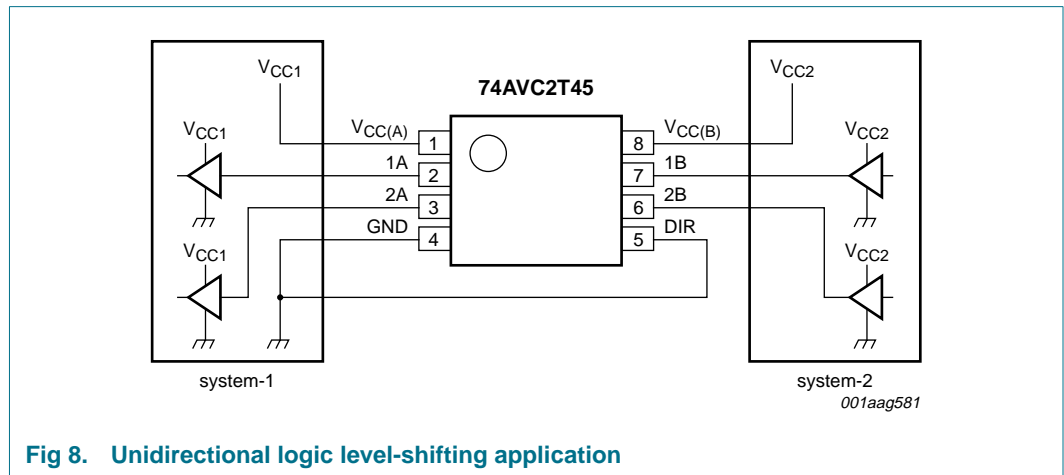 VCC1
VCC2
74AVC2T45
VCC1
VCC(A)
1
8
VCC(B)
VCC2
1A
2
7
1B
2A
3
6
2B
GND
4
5
DIR
VCC1
VCC2
system-1
system-2
001aag581
Fig 8. Unidirectional logic level-shifting application